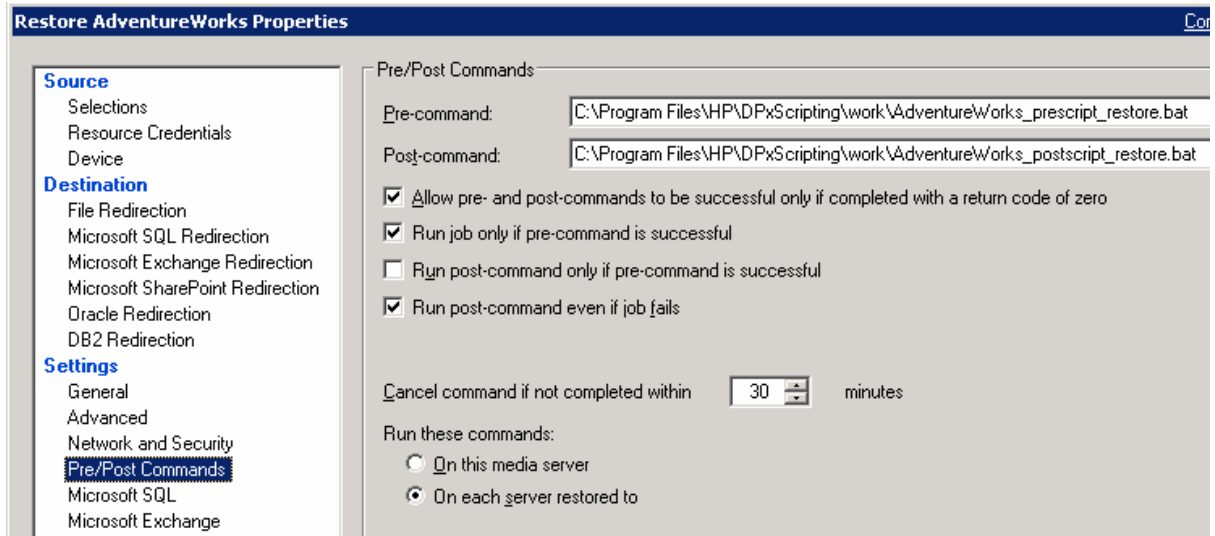 Restore AdventureWorks Properties
Source
Selections
Resource Credentials
Device
Destination
File Redirection
Microsoft SQL Redirection
Microsoft Exchange Redirection
Microsoft SharePoint Redirection
Oracle Redirection
DB2 Redirection
Settings
General
Advanced
Network and Security
Pre/Post Commands
Microsoft SQL
Microsoft Exchange
Pre/Post Commands
Pre-command: C:\Program Files\HP\DPxScripting\work\AdventureWorks_prescript_restore.bat
Post-command: C:\Program Files\HP\DPxScripting\work\AdventureWorks_postscript_restore.bat
Allow pre- and post-commands to be successful only if completed with a return code of zero
Run job only if pre-command is successful
Run post-command only if pre-command is successful
Run post-command even if job fails
Cancel command if not completed within 30 minutes
Run these commands:
On this media server
On each server restored to